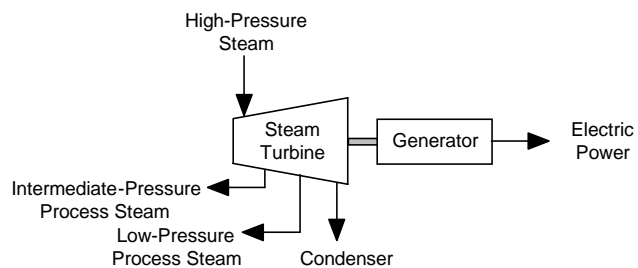 High-Pressure
Steam
Steam
Turbine
Generator
Electric
Power
Intermediate-Pressure
Process Steam
Low-Pressure
Process Steam
Condenser